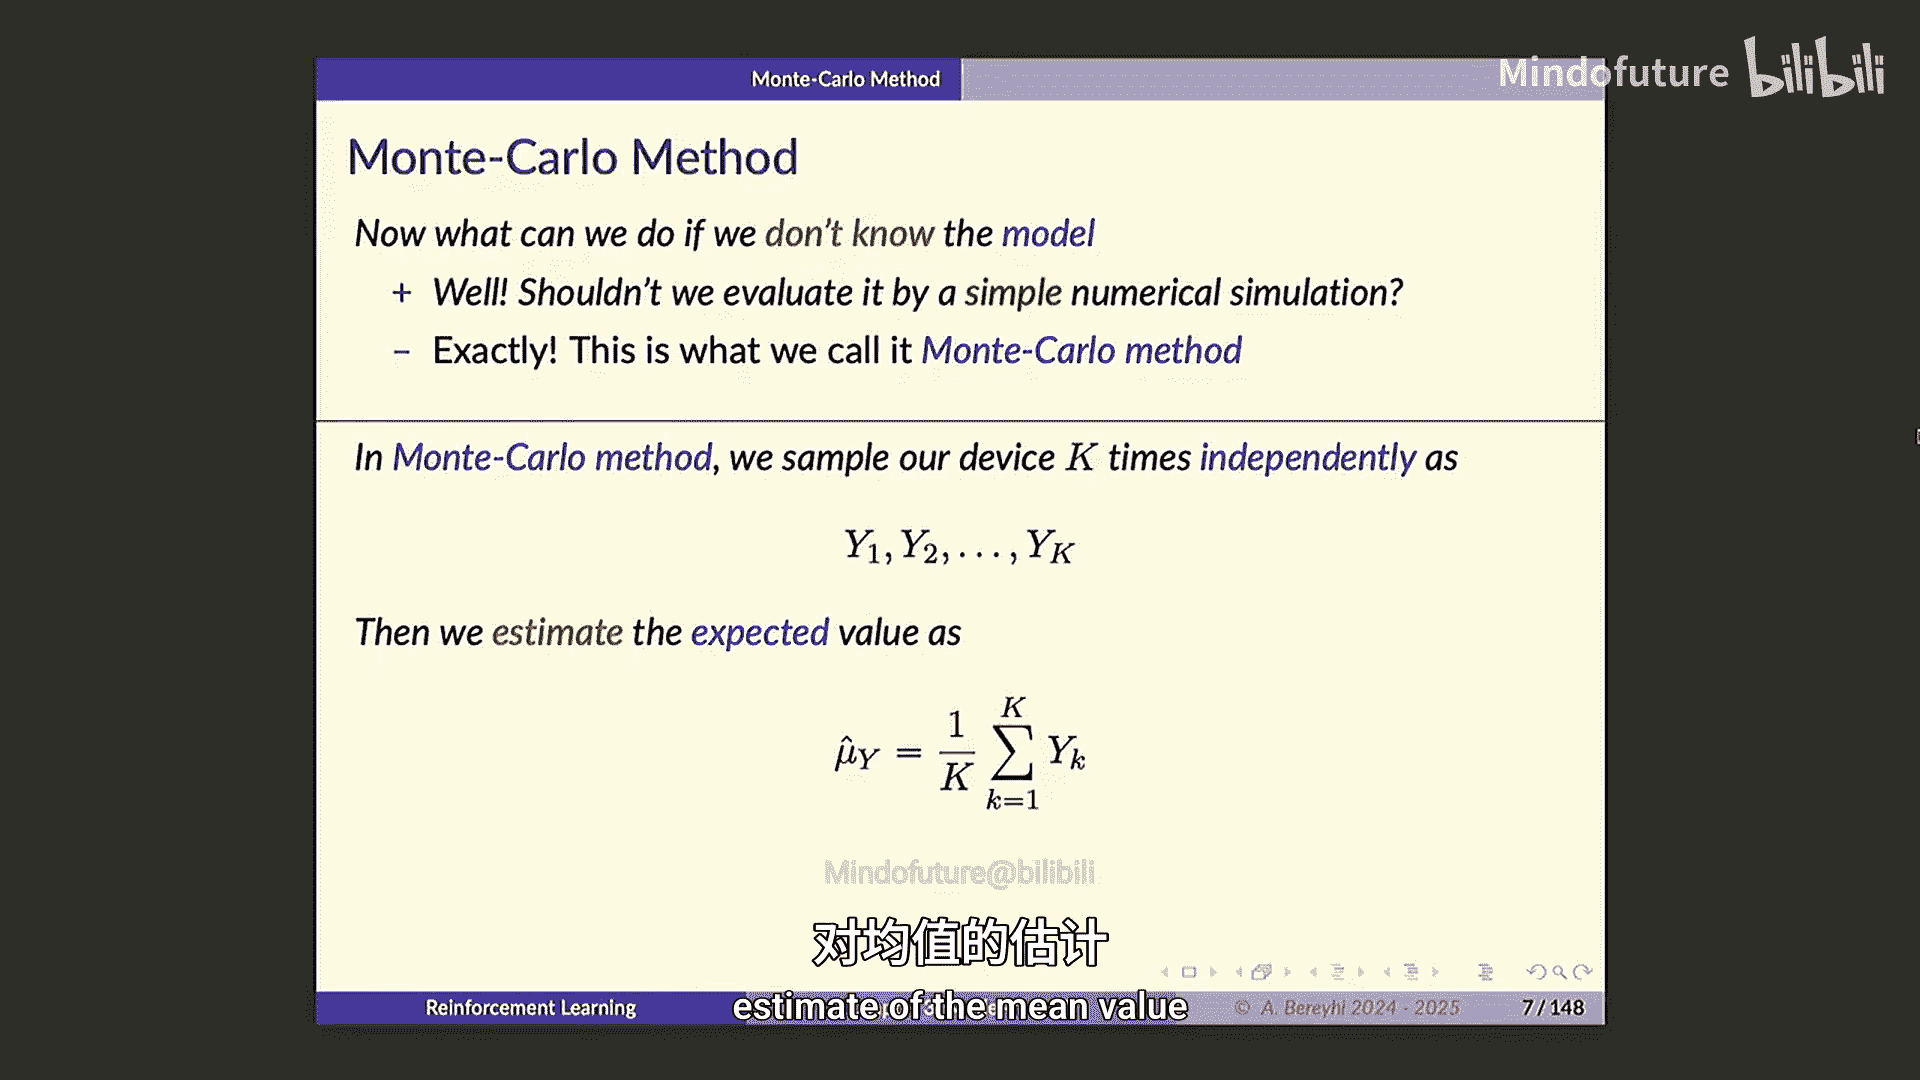 Mindofuture bilibili
Monte-Carlo Method
Monte-Carlo Method
Now what can we do if we don't know the model
+ Well! Shouldn't we evaluate it by a simple numerical simulation?
– Exactly! This is what we call it Monte-Carlo method
In Monte-Carlo method, we sample our device K times independently as
Y₁, Y₂, . . . , Y_K
Then we estimate the expected value as
μ̂_Y = 1/K ∑_{k=1}^{K} Y_k
Mindofuture@bilibili
对均值的估计
estimate of the mean value
Reinforcement Learning
© A. Bereyhi 2024 - 2025
7 / 148